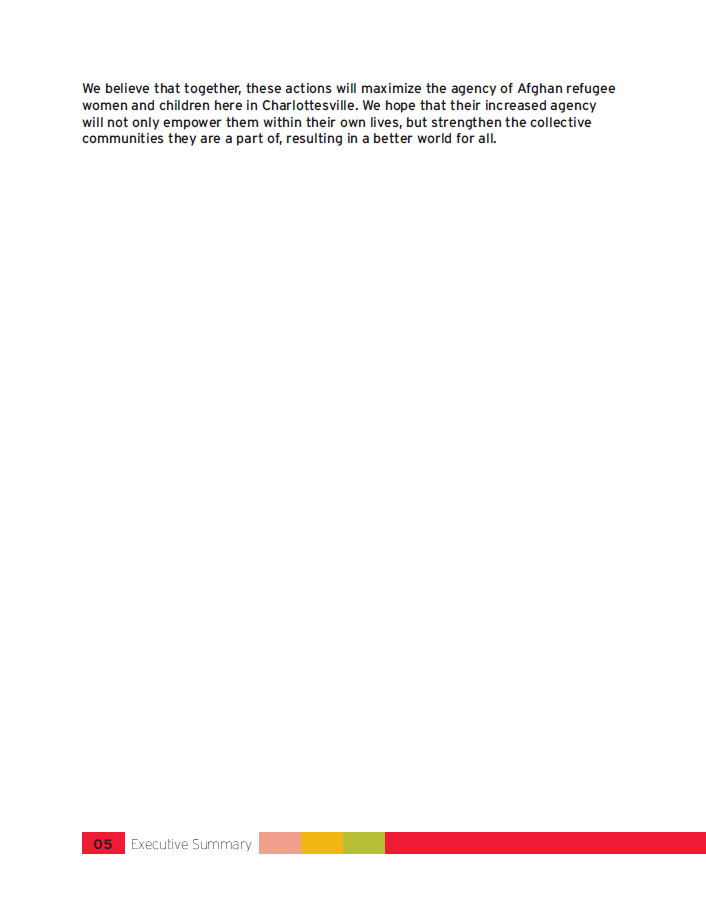 We believe that together, these actions will maximize the agency of Afghan refugee
women and children here in Charlottesville. We hope that their increased agency
will not only empower them within their own lives, but strengthen the collective
communities they are a part of, resulting in a better world for all.
05 Executive Summary